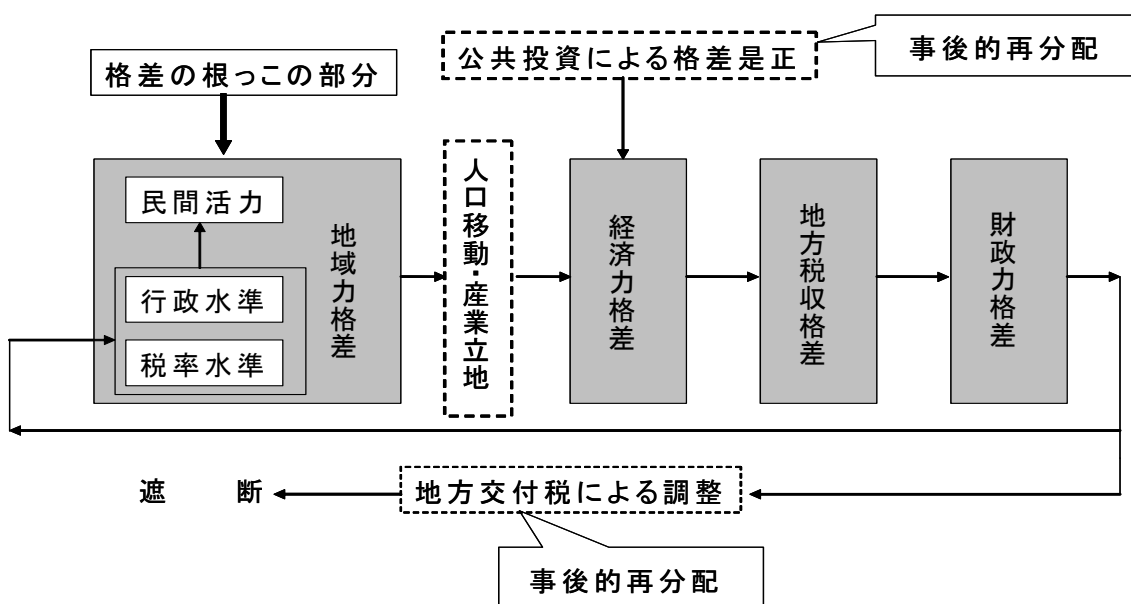 公共投資による格差是正
事後的再分配
格差の根っこの部分
民間活力
行政水準
税率水準
地域力格差
人口移動・産業立地
経済力格差
地方税収格差
財政力格差
遮　断
地方交付税による調整
事後的再分配